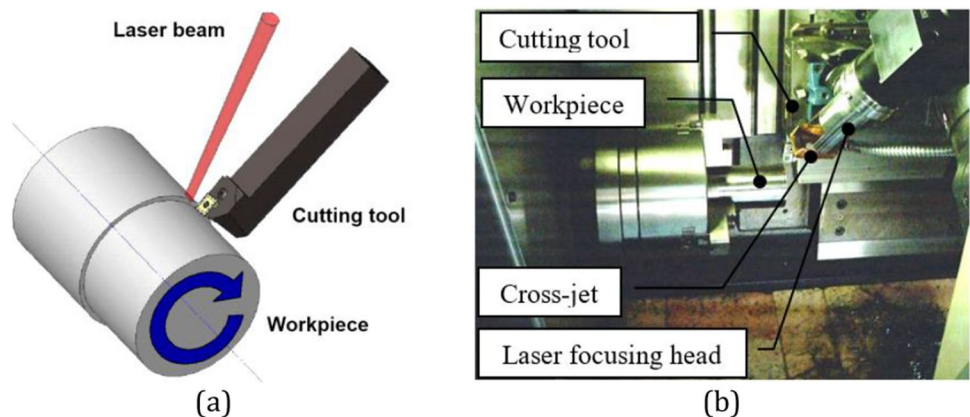 Laser beam
Cutting tool
Workpiece
(a)
Cutting tool
Workpiece
Cross-jet
Laser focusing head
(b)